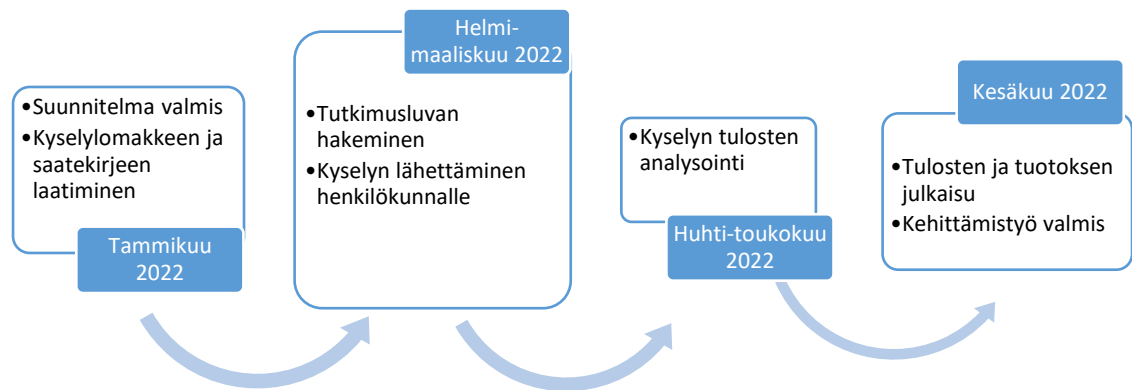 •Suunnitelma valmis
•Kyselylomakkeen ja
saatekirjeen
laatiminen
Tammikuu
2022
Helmi-
maaliskuu 2022
•Tutkimusluvan
hakeminen
•Kyselyn lähettäminen
henkilökunnalle
•Kyselyn tulosten
analysointi
Huhti-toukokuu
2022
Kesäkuu 2022
•Tulosten ja tuotoksen
julkaisu
•Kehittämistyö valmis